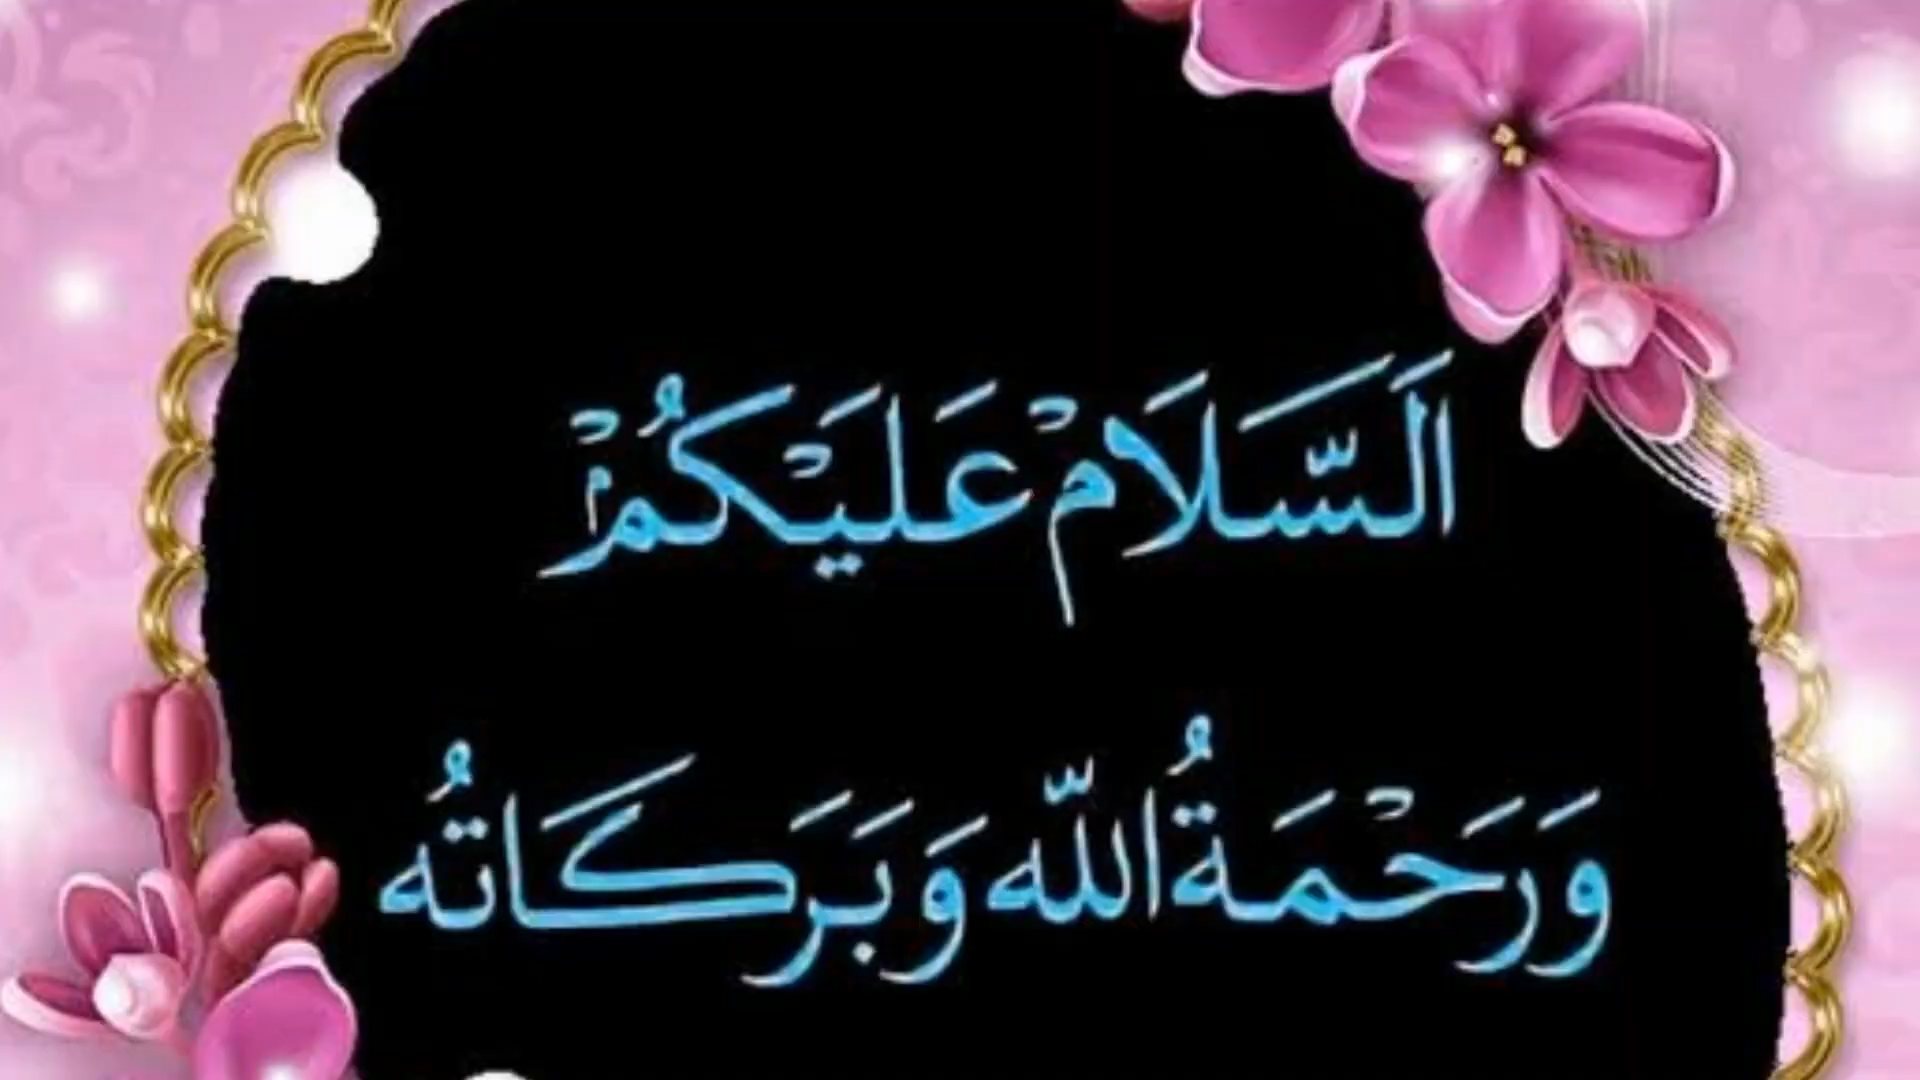 اَلسَّلَامْ عَلَيْكُمْ
وَرَحْمَةُ اللّه وَبَرَكَاتُه